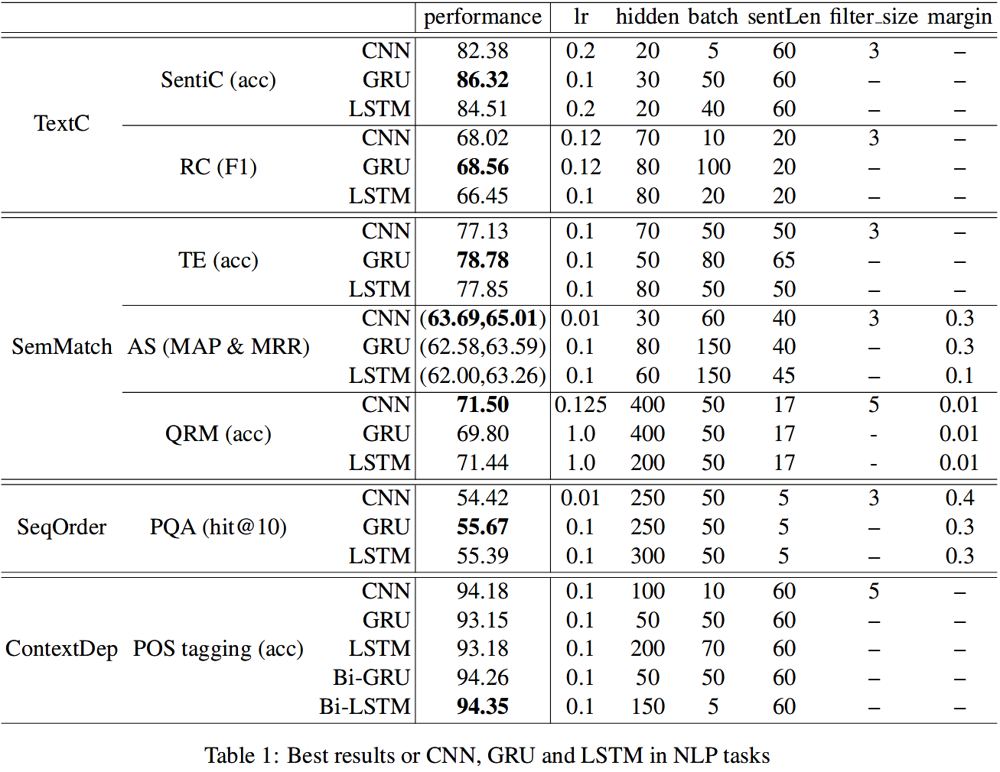 performance lr hidden batch sentLen filter_size margin
TextC SentiC (acc) CNN 82.38 0.2 20 5 60 3 –
GRU 86.32 0.1 30 50 60 – –
LSTM 84.51 0.2 20 40 60 – –
RC (F1) CNN 68.02 0.12 70 10 20 3 –
GRU 68.56 0.12 80 100 20 – –
LSTM 66.45 0.1 80 20 20 – –
SemMatch TE (acc) CNN 77.13 0.1 70 50 50 3 –
GRU 78.78 0.1 50 80 65 – –
LSTM 77.85 0.1 80 50 50 – –
AS (MAP & MRR) CNN (63.69,65.01) 0.01 30 60 40 3 0.3
GRU (62.58,63.59) 0.1 80 150 40 – 0.3
LSTM (62.00,63.26) 0.1 60 150 45 – 0.1
QRM (acc) CNN 71.50 0.125 400 50 17 5 0.01
GRU 69.80 1.0 400 50 17 - 0.01
LSTM 71.44 1.0 200 50 17 - 0.01
SeqOrder PQA (hit@10) CNN 54.42 0.01 250 50 5 3 0.4
GRU 55.67 0.1 250 50 5 – 0.3
LSTM 55.39 0.1 300 50 5 – 0.3
ContextDep POS tagging (acc) CNN 94.18 0.1 100 10 60 5 –
GRU 93.15 0.1 50 50 60 – –
LSTM 93.18 0.1 200 70 60 – –
Bi-GRU 94.26 0.1 50 50 60 – –
Bi-LSTM 94.35 0.1 150 5 60 – –
Table 1: Best results or CNN, GRU and LSTM in NLP tasks